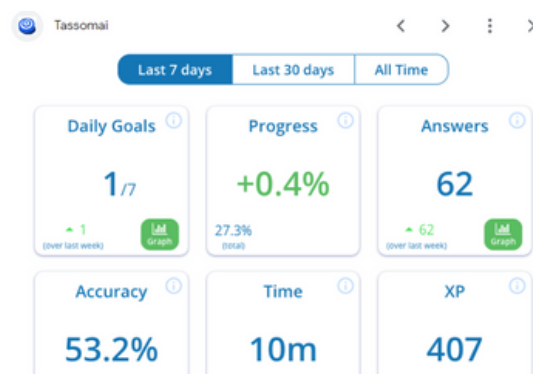 Tassomai
Last 7 days Last 30 days All Time
Daily Goals Progress Answers
1/7 +0.4% 62
1 27.3% 62
(over last week) Graph (total) (over last week) Graph
Accuracy Time XP
53.2% 10m 407